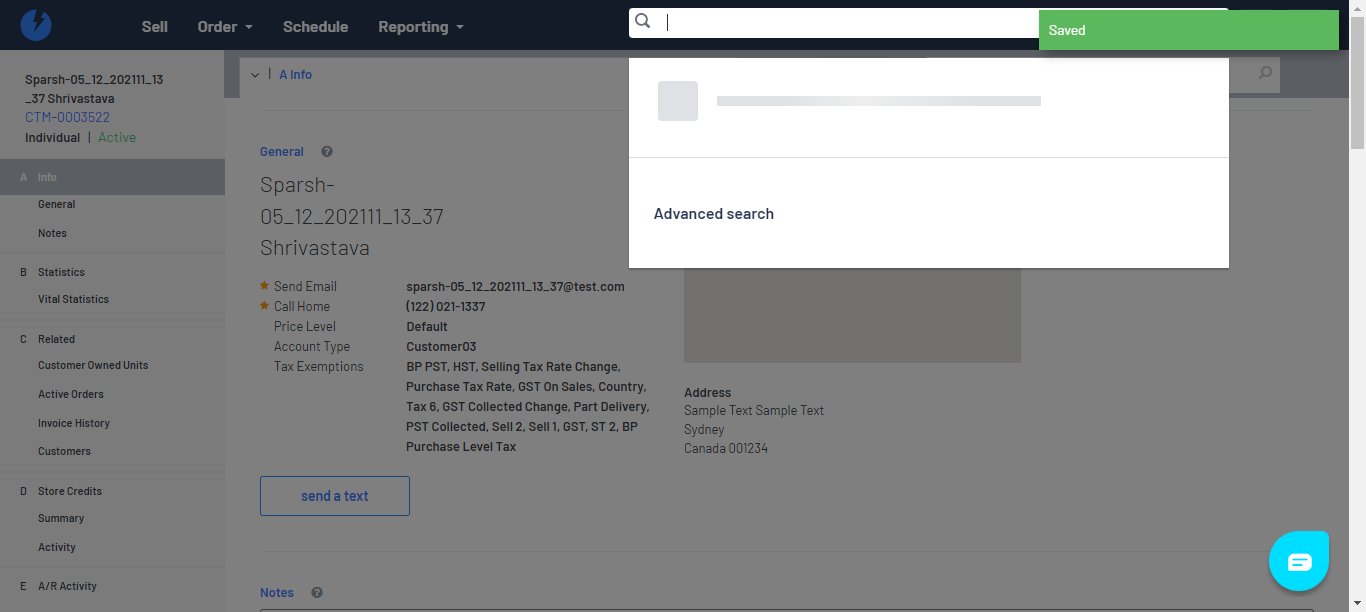 Sell
Order
Schedule
Reporting
Saved
Sparsh-05_12_202111_13
_37 Shrivastava
CTM-0003522
Individual | Active
A Info
General
Notes
B Statistics
Vital Statistics
C Related
Customer Owned Units
Active Orders
Invoice History
Customers
D Store Credits
Summary
Activity
E A/R Activity
A Info
General
Sparsh-
05_12_202111_13_37
Shrivastava
Send Email sparsh-05_12_202111_13_37@test.com
Call Home (122) 021-1337
Price Level Default
Account Type Customer03
Tax Exemptions BP PST, HST, Selling Tax Rate Change,
Purchase Tax Rate, GST On Sales, Country,
Tax 6, GST Collected Change, Part Delivery,
PST Collected, Sell 2, Sell 1, GST, ST 2, BP
Purchase Level Tax
send a text
Notes
Advanced search
Address
Sample Text Sample Text
Sydney
Canada 001234